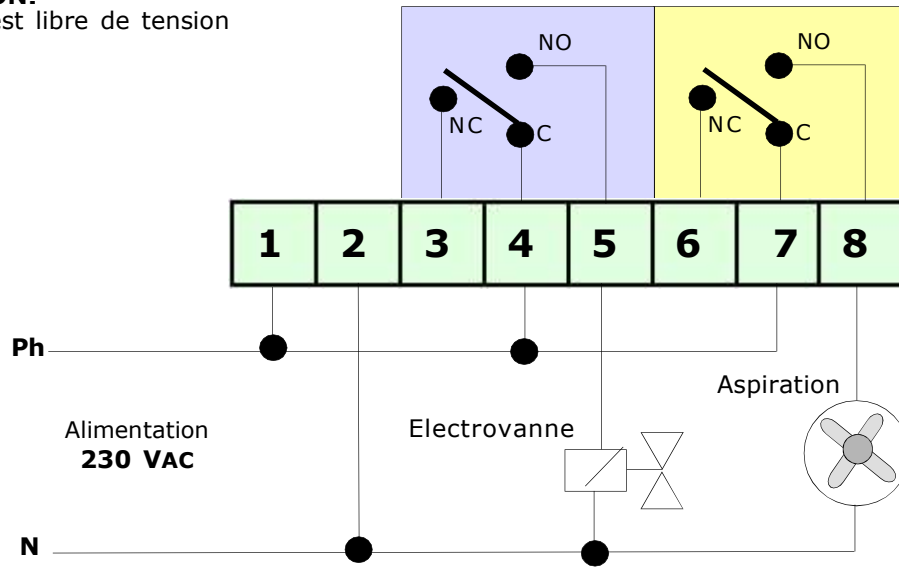 est libre de tension
NO
NO
NC
C
NC
C
1 2 3 4 5 6 7 8
Ph
Aspiration
Alimentation
Electrovanne
230 VAC
N